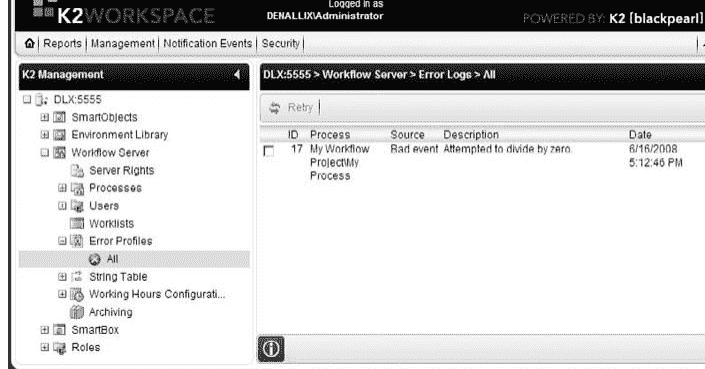 Logged in as
K2WORKSPACE
DENALLIX\Administrator
POWERED BY: K2 [blackpearl]
Reports | Management | Notification Events | Security |
K2 Management
DLX:5555 > Workflow Server > Error Logs > All
DLX:5555
SmartObjects
Environment Library
Workflow Server
Server Rights
Processes
Users
Worklists
Error Profiles
All
String Table
Working Hours Configurati...
Archiving
SmartBox
Roles
Retry
ID Process Source Description Date
17 My Workflow Bad event Attempted to divide by zero. 6/16/2008
Project\My 5:12:46 PM
Process